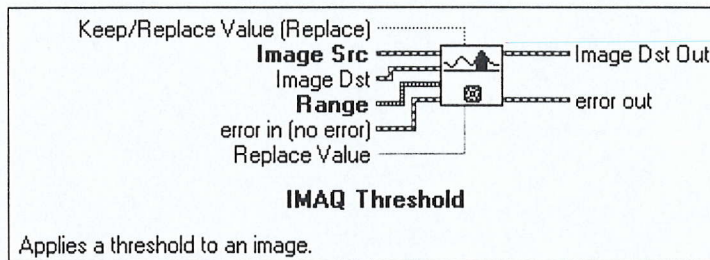 Keep/Replace Value (Replace)
Image Src
Image Dst Out
Image Dst
Range
error out
error in (no error)
Replace Value
IMAQ Threshold
Applies a threshold to an image.